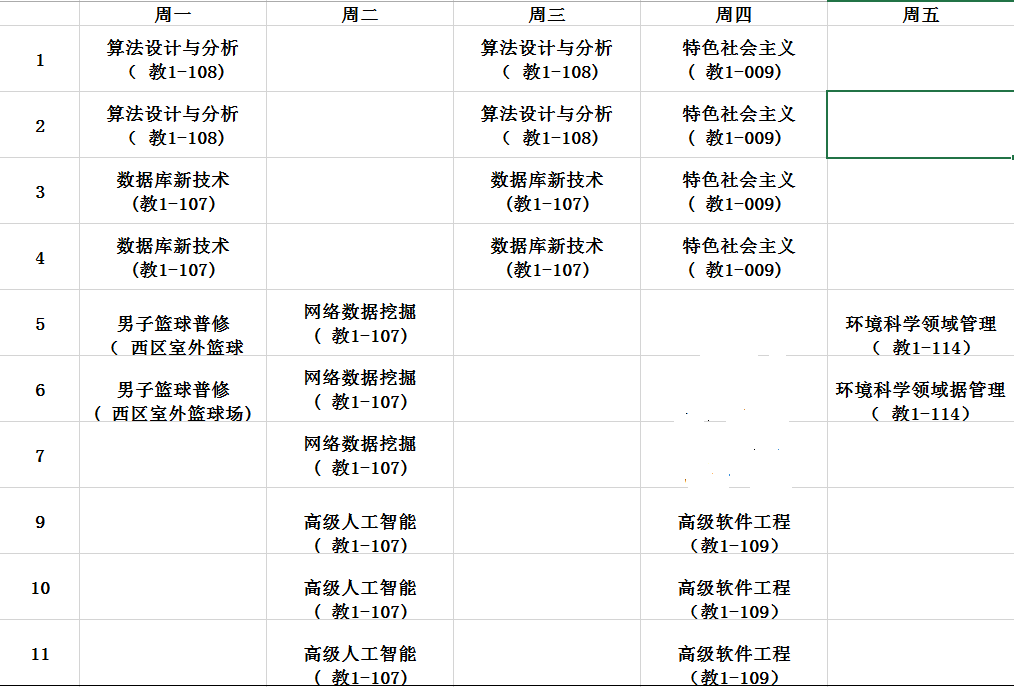 周一 周二 周三 周四 周五
算法设计与分析 算法设计与分析 特色社会主义
1
( 教1-108) ( 教1-108) ( 教1-009)
算法设计与分析 算法设计与分析 特色社会主义
2
( 教1-108) ( 教1-108) ( 教1-009)
数据库新技术 数据库新技术 特色社会主义
3
(教1-107) (教1-107) ( 教1-009)
数据库新技术 数据库新技术 特色社会主义
4
(教1-107) (教1-107) ( 教1-009)
网络数据挖掘
5 男子篮球普修 环境科学领域管理
( 教1-107)
( 西区室外篮球 ( 教1-114）
网络数据挖掘
6 男子篮球普修 环境科学领域据管理
( 教1-107)
( 西区室外篮球场) ( 教1-114）
网络数据挖掘
7
( 教1-107)
9 高级人工智能 高级软件工程
( 教1-107) （教1-109）
10 高级人工智能 高级软件工程
( 教1-107) （教1-109）
11 高级人工智能 高级软件工程
( 教1-107) （教1-109）